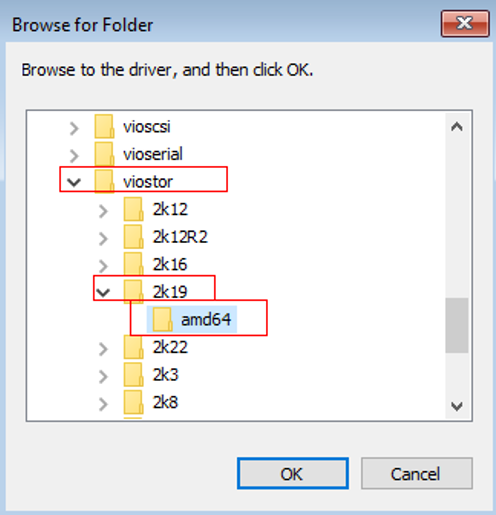 Browse for Folder
Browse to the driver, and then click OK.
vioscsi
vioserial
viostor
2k12
2k12R2
2k16
2k19
amd64
2k22
2k3
2k8
OK
Cancel